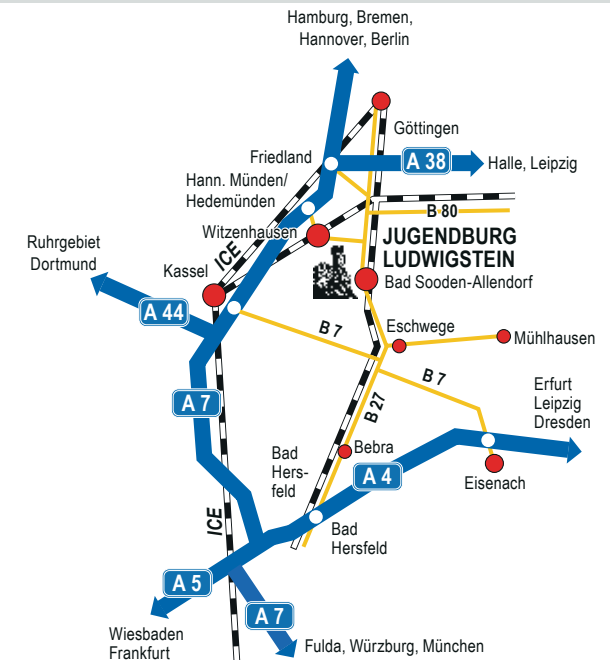 Hamburg, Bremen,
Hannover, Berlin
Göttingen
Friedland
A 38
Halle, Leipzig
Hann. Münden/
Hedemünden
B 80
Witzenhausen
JUGENDBURG
LUDWIGSTEIN
Ruhrgebiet
Dortmund
ICE
Kassel
Bad Sooden-Allendorf
A 44
B 7
Eschwege
Mühlhausen
B 7
A 7
B 27
Erfurt
Leipzig
Dresden
Bad
Hers-
feld
Bebra
A 4
Eisenach
ICE
Bad
Hersfeld
A 5
A 7
Wiesbaden
Frankfurt
Fulda, Würzburg, München